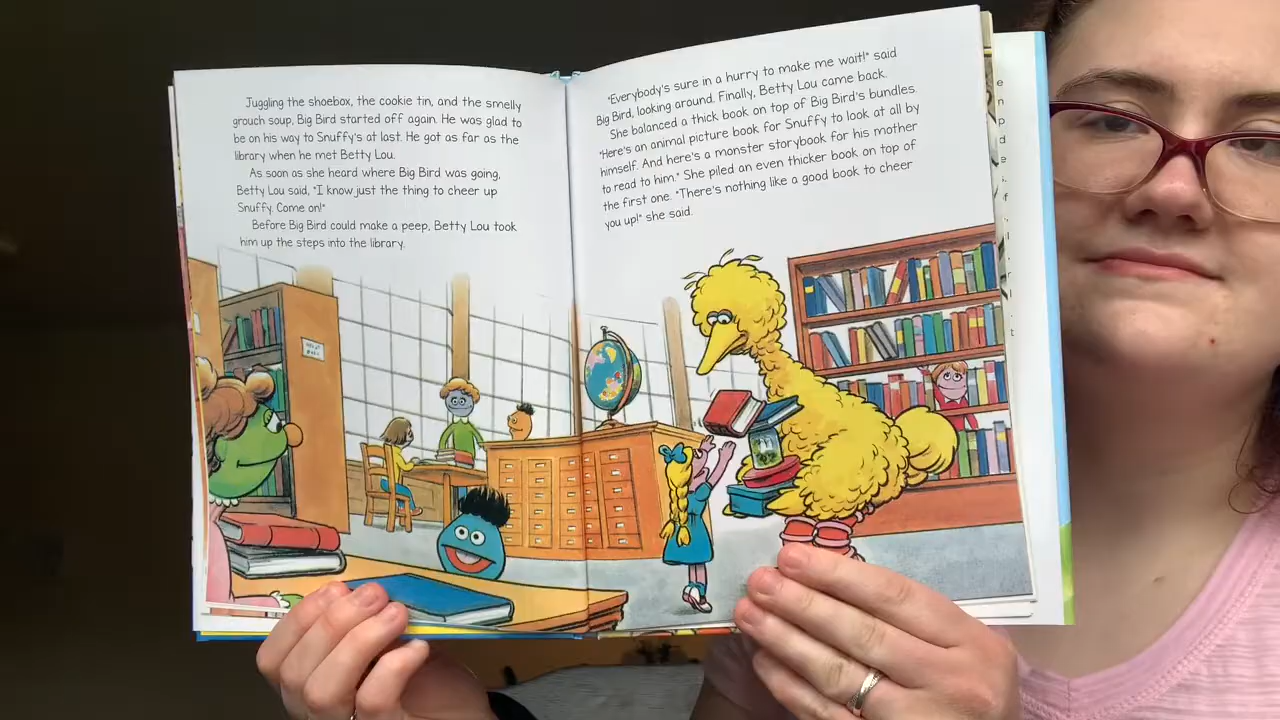 Juggling the shoebox, the cookie tin, and the smelly
grouch soup, Big Bird started off again. He was glad to
be on his way to Snuffy's at last. He got as far as the
library when he met Betty Lou.
As soon as she heard where Big Bird was going,
Betty Lou said, "I know just the thing to cheer up
Snuffy. Come on!"
Before Big Bird could make a peep, Betty Lou took
him up the steps into the library.
"Everybody's sure in a hurry to make me wait!" said
Big Bird, looking around. Finally, Betty Lou came back.
She balanced a thick book on top of Big Bird's bundles.
"Here's an animal picture book for Snuffy to look at all by
himself. And here's a monster storybook for his mother
to read to him." She piled an even thicker book on top of
the first one. "There's nothing like a good book to cheer
you up!" she said.